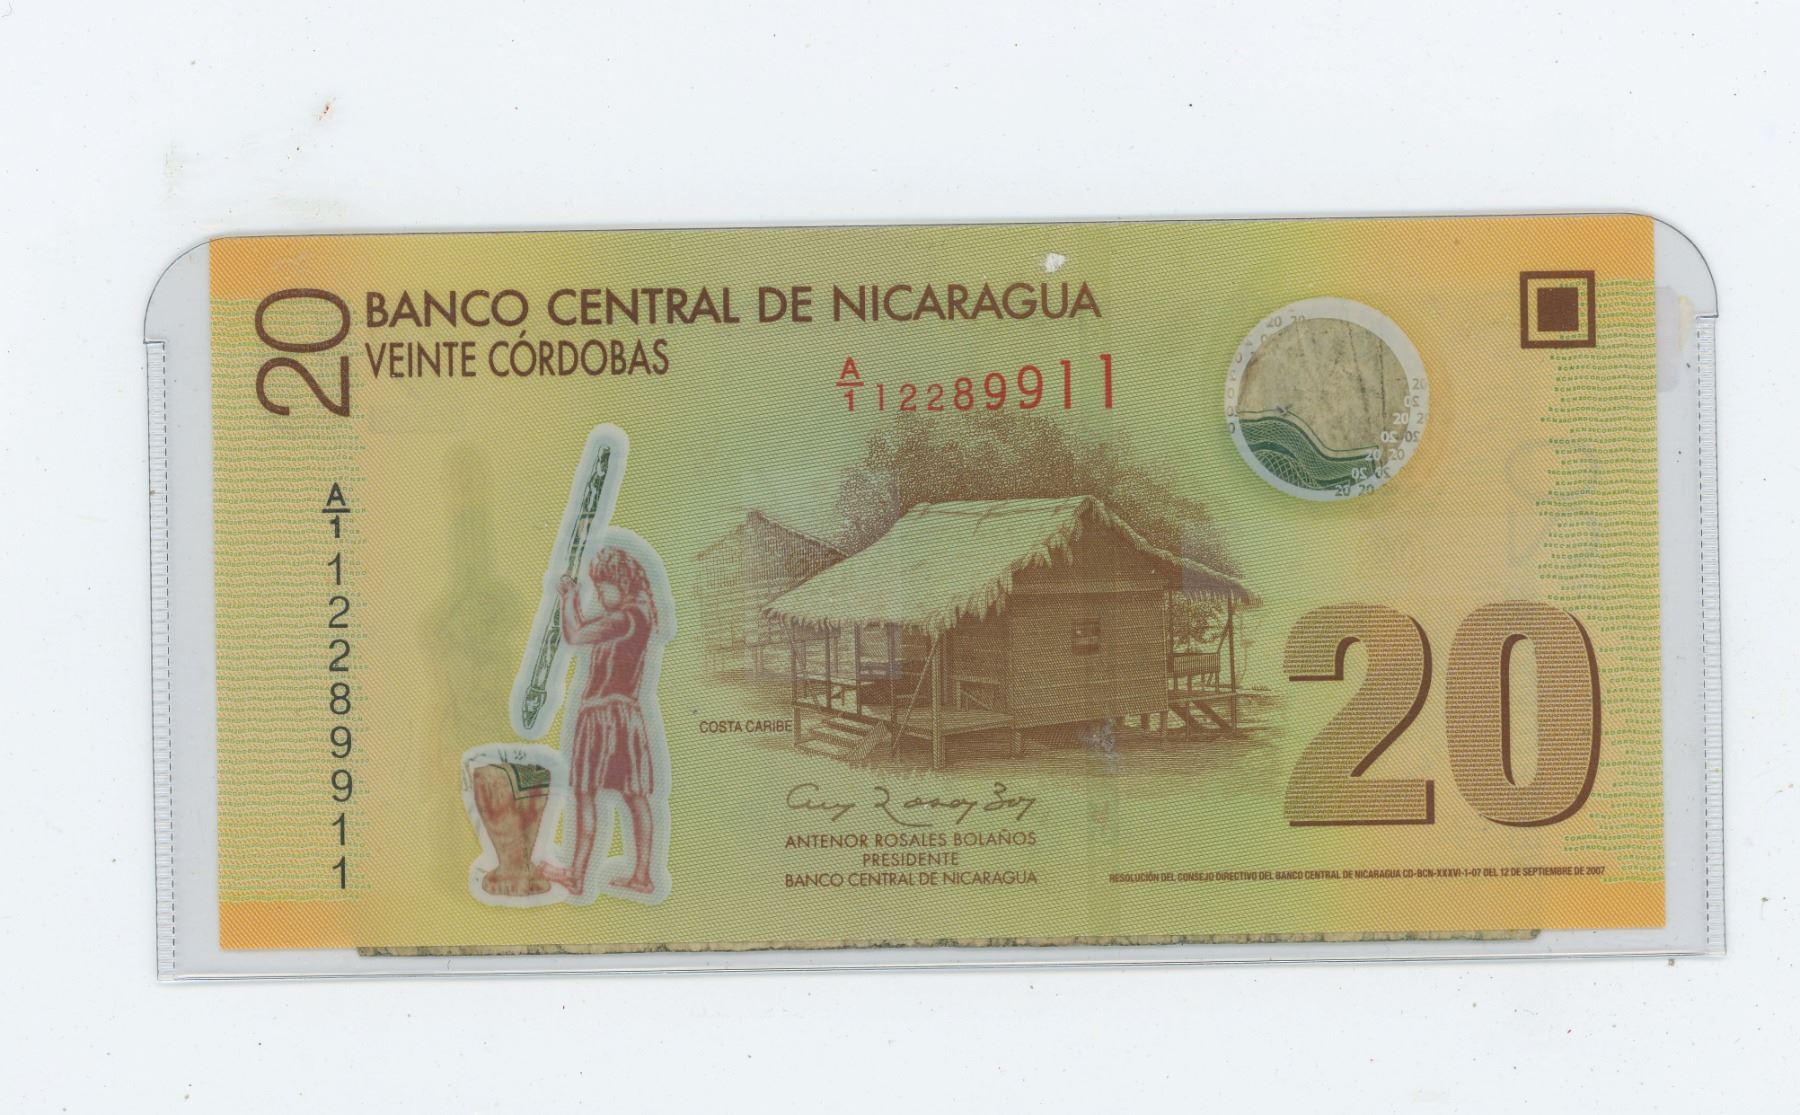 20
BANCO CENTRAL DE NICARAGUA
VEINTE CÓRDOBAS
A/1 12289911
A/1 12289911
COSTA CARIBE
20
ANTENOR ROSALES BOLAÑOS
PRESIDENTE
BANCO CENTRAL DE NICARAGUA
RESOLUCIÓN DEL CONSEJO DIRECTIVO DEL BANCO CENTRAL DE NICARAGUA CD-BCN-XXXVI-1-07 DEL 12 DE SEPTIEMBRE DE 2007